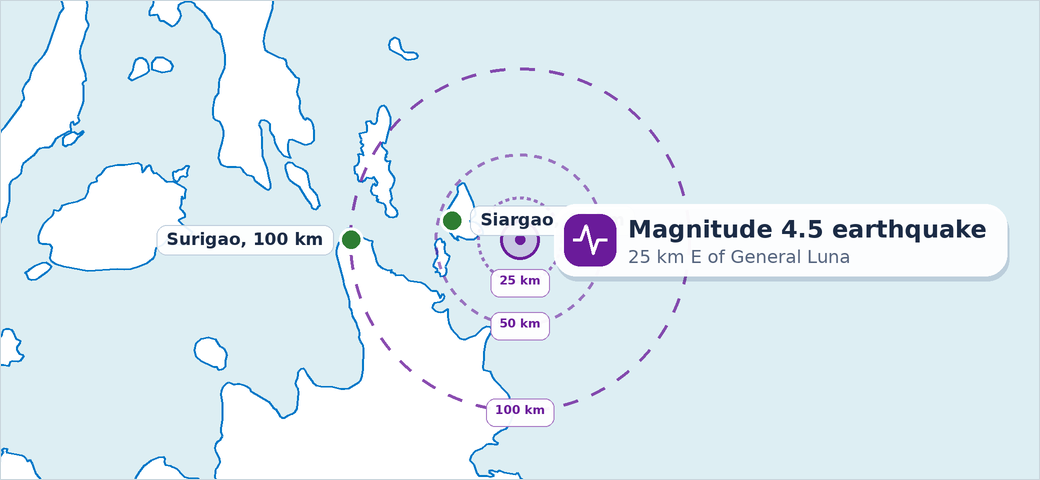 Magnitude 4.5 earthquake
25 km E of General Luna
Siargao
Surigao, 100 km
25 km
50 km
100 km